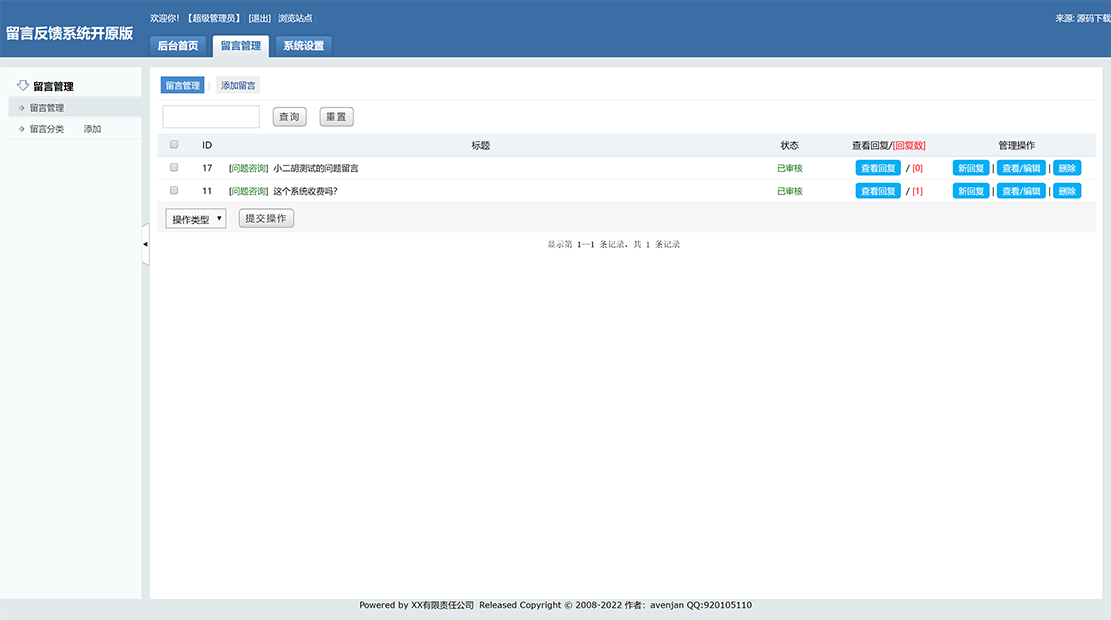 欢迎你! 【超级管理员】 [退出] 浏览站点
来源: 源码下载
留言反馈系统开原版
后台首页 留言管理 系统设置
留言管理
留言管理
留言分类 添加
留言管理 添加留言
查询 重置
ID 标题 状态 查看回复/[回复数] 管理操作
17 [问题咨询] 小二胡测试的问题留言 已审核 查看回复 / [0] 新回复 | 查看/编辑 | 删除
11 [问题咨询] 这个系统收费吗? 已审核 查看回复 / [1] 新回复 | 查看/编辑 | 删除
操作类型 提交操作
显示第 1--1 条记录，共 1 条记录
Powered by XX有限责任公司 Released Copyright © 2008-2022 作者：avenjan QQ:920105110